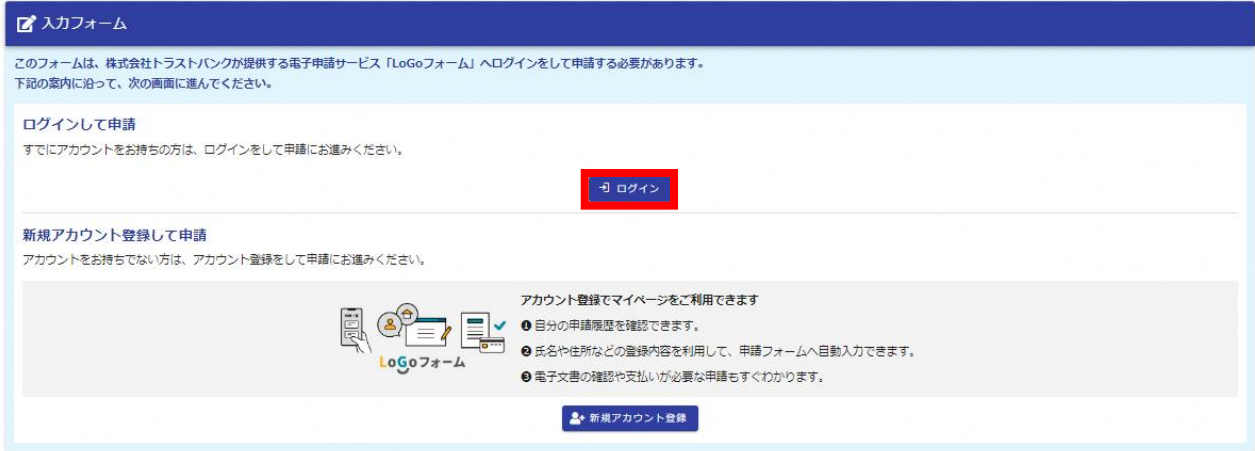 入力フォーム
このフォームは、株式会社トラストバンクが提供する電子申請サービス「LoGoフォーム」へログインをして申請する必要があります。
下記の案内に沿って、次の画面に進んでください。
ログインして申請
すでにアカウントをお持ちの方は、ログインをして申請にお進みください。
ログイン
新規アカウント登録して申請
アカウントをお持ちでない方は、アカウント登録をして申請にお進みください。
アカウント登録でマイページをご利用できます
❶ 自分の申請履歴を確認できます。
❷ 氏名や住所などの登録内容を利用して、申請フォームへ自動入力できます。
❸ 電子文書の確認や支払いが必要な申請もすぐわかります。
LoGoフォーム
新規アカウント登録